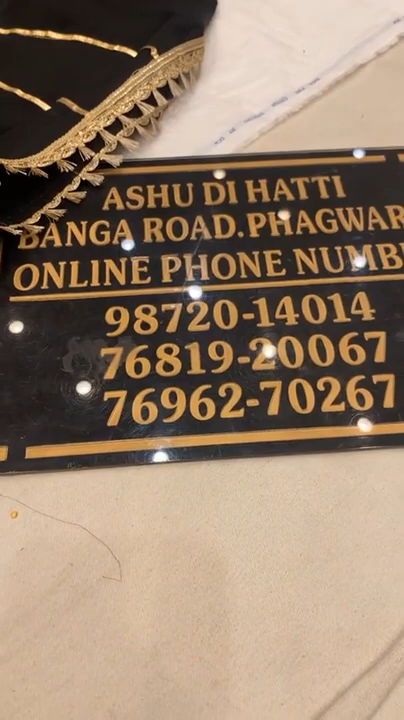 ASHU DI HATTI
BANGA ROAD. PHAGWAR
ONLINE PHONE NUMB
98720-14014
76819-20067
76962-70267